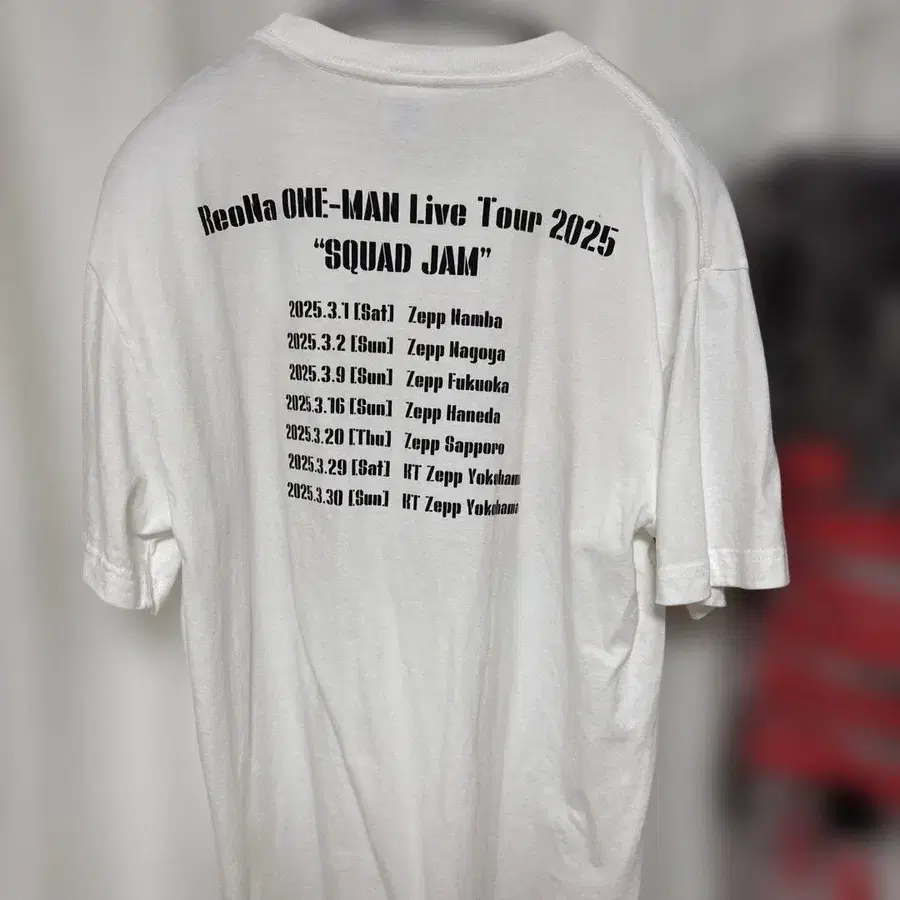 ReoNa ONE-MAN Live Tour 2025
“SQUAD JAM”
2025.3.1 [Sat] Zepp Namba
2025.3.2 [Sun] Zepp Nagoya
2025.3.9 [Sun] Zepp Fukuoka
2025.3.16 [Sun] Zepp Haneda
2025.3.20 [Thu] Zepp Sapporo
2025.3.29 [Sat] KT Zepp Yokohama
2025.3.30 [Sun] KT Zepp Yokohama